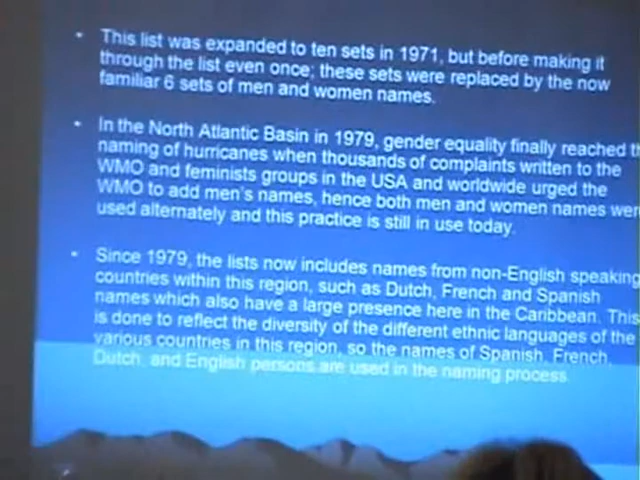 This list was expanded to ten sets in 1971, but before making it
through the list even once; these sets were replaced by the now
familiar 6 sets of men and women names.
In the North Atlantic Basin in 1979, gender equality finally reached th
naming of hurricanes when thousands of complaints written to the
WMO and feminists groups in the USA and worldwide urged the
WMO to add men's names, hence both men and women names wer
used alternately and this practice is still in use today.
Since 1979, the lists now includes names from non-English speaking
countries within this region, such as Dutch, French and Spanish
names which also have a large presence here in the Caribbean. This
is done to reflect the diversity of the different ethnic languages of the
various countries in this region, so the names of Spanish, French,
Dutch, and English persons are used in the naming process.